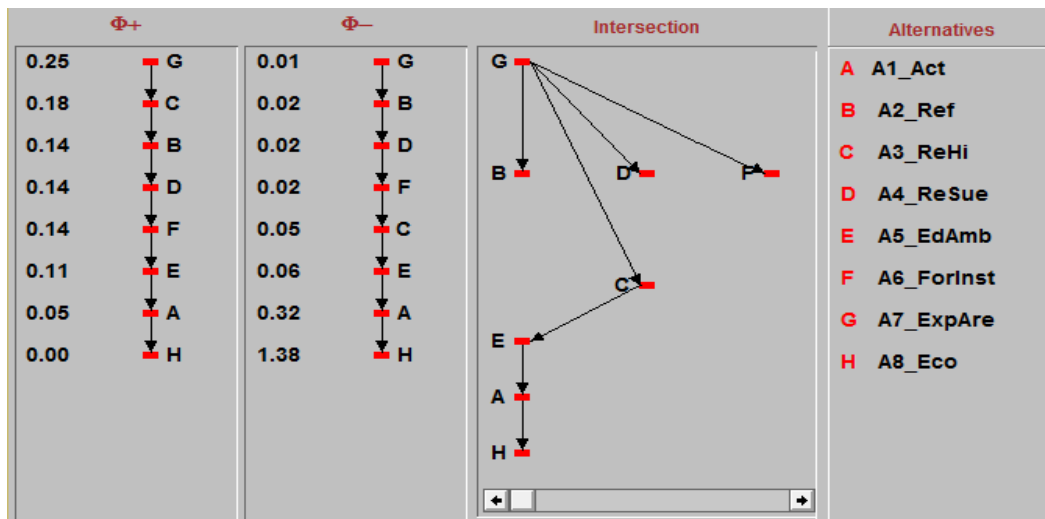 Φ+
0.25 G
0.18 C
0.14 B
0.14 D
0.14 F
0.11 E
0.05 A
0.00 H
Φ−
0.01 G
0.02 B
0.02 D
0.02 F
0.05 C
0.06 E
0.32 A
1.38 H
Intersection
G
B D F
C
E
A
H
Alternatives
A A1_Act
B A2_Ref
C A3_ReHi
D A4_ReSue
E A5_EdAmb
F A6_ForInst
G A7_ExpAre
H A8_Eco